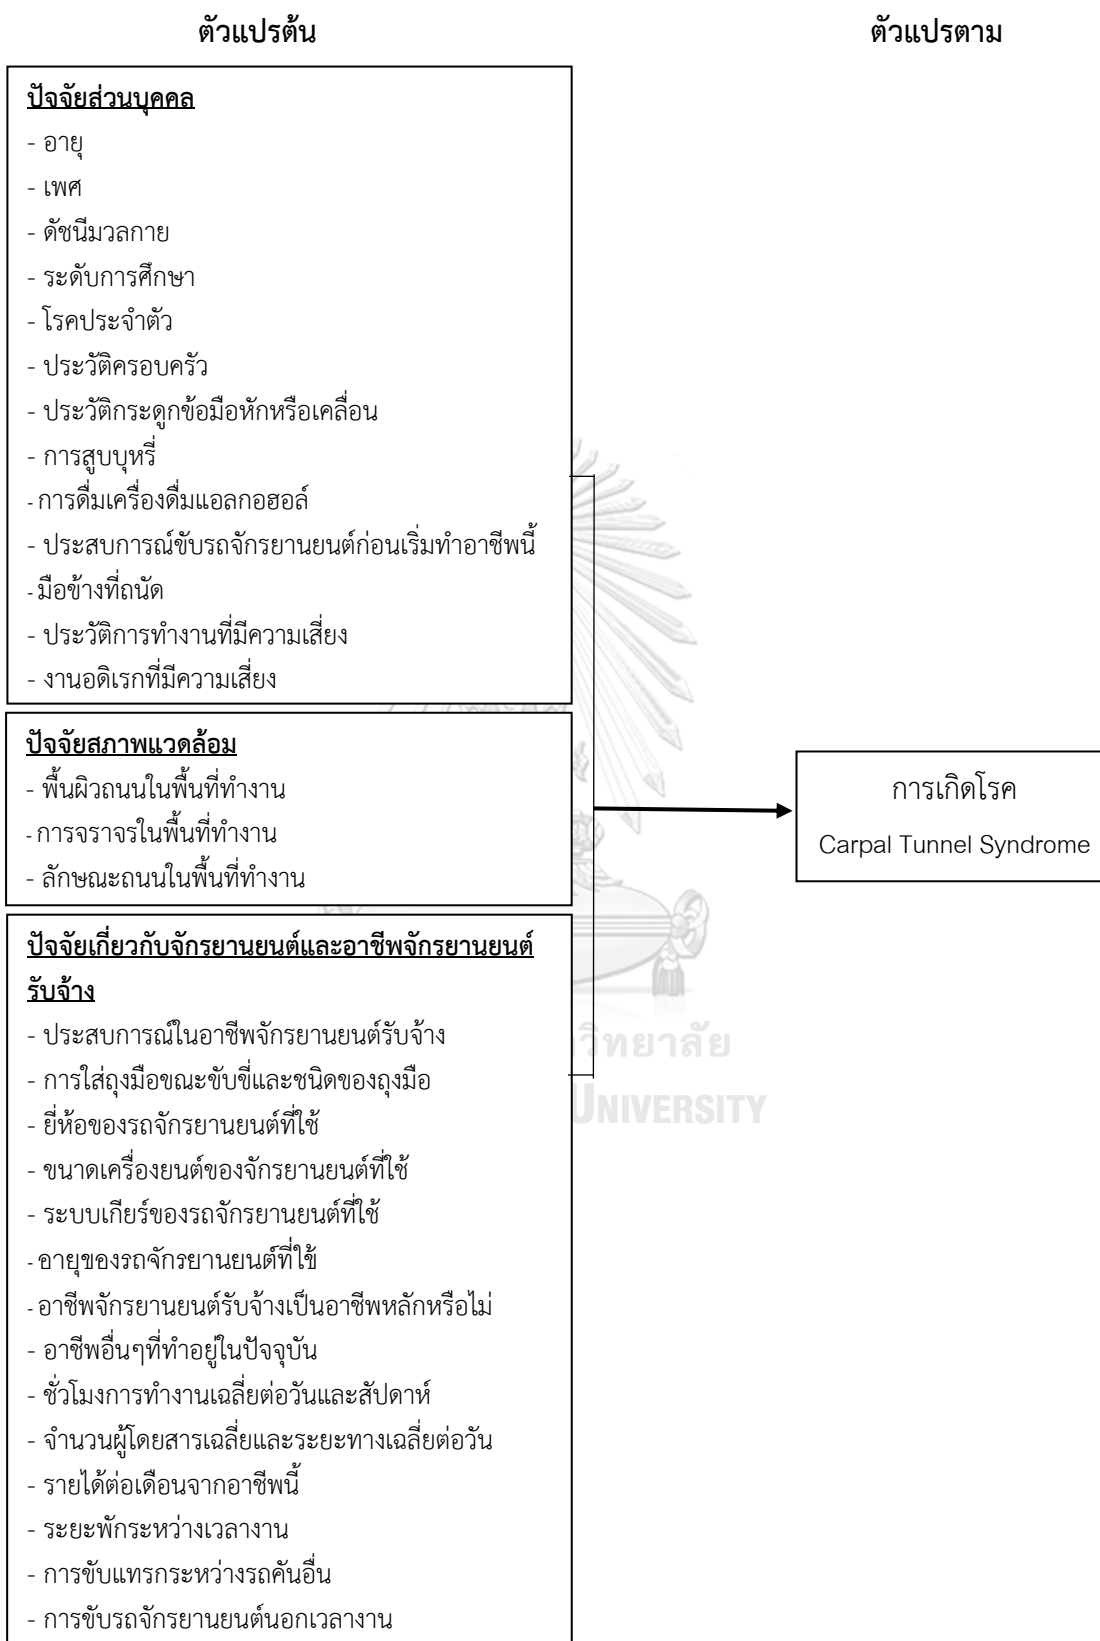 ตัวแปรต้น
ตัวแปรตาม
ปัจจัยส่วนบุคคล
- อายุ
- เพศ
- ดัชนีมวลกาย
- ระดับการศึกษา
- โรคประจำตัว
- ประวัติครอบครัว
- ประวัติกระดูกข้อมือหักหรือเคลื่อน
- การสูบบุหรี่
- การดื่มเครื่องดื่มแอลกอฮอล์
- ประสบการณ์ขับรถจักรยานยนต์ก่อนเริ่มทำอาชีพนี้
- มือข้างที่ถนัด
- ประวัติการทำงานที่มีความเสี่ยง
- งานอดิเรกที่มีความเสี่ยง
ปัจจัยสภาพแวดล้อม
- พื้นผิวถนนในพื้นที่ทำงาน
- การจราจรในพื้นที่ทำงาน
- ลักษณะถนนในพื้นที่ทำงาน
การเกิดโรค
Carpal Tunnel Syndrome
ปัจจัยเกี่ยวกับจักรยานยนต์และอาชีพจักรยานยนต์
รับจ้าง
- ประสบการณ์ในอาชีพจักรยานยนต์รับจ้าง
- การใส่ถุงมือขณะขับขี่และชนิดของถุงมือ
- ยี่ห้อของรถจักรยานยนต์ที่ใช้
- ขนาดเครื่องยนต์ของจักรยานยนต์ที่ใช้
- ระบบเกียร์ของรถจักรยานยนต์ที่ใช้
- อายุของรถจักรยานยนต์ที่ใช้
- อาชีพจักรยานยนต์รับจ้างเป็นอาชีพหลักหรือไม่
- อาชีพอื่นๆที่ทำอยู่ในปัจจุบัน
- ชั่วโมงการทำงานเฉลี่ยต่อวันและสัปดาห์
- จำนวนผู้โดยสารเฉลี่ยและระยะทางเฉลี่ยต่อวัน
- รายได้ต่อเดือนจากอาชีพนี้
- ระยะพักระหว่างเวลางาน
- การขับแทรกระหว่างรถคันอื่น
- การขับรถจักรยานยนต์นอกเวลางาน
วิทยาลัย
UNIVERSITY